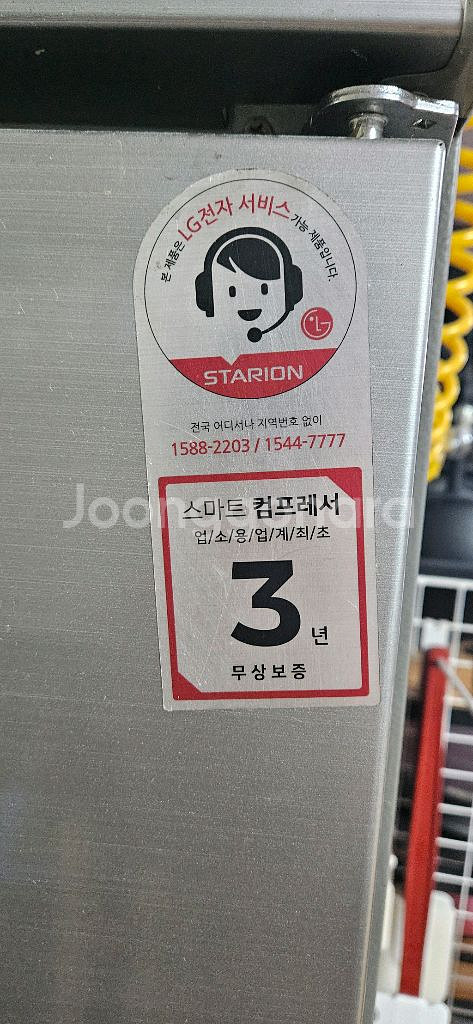 본 제품은 LG전자 서비스 가능 제품입니다.
LG
STARION
전국 어디서나 지역번호 없이
1588-2203 / 1544-7777
스마트 컴프레서
업/소/용/업/계/최/초
3년
무상보증
Joongonara